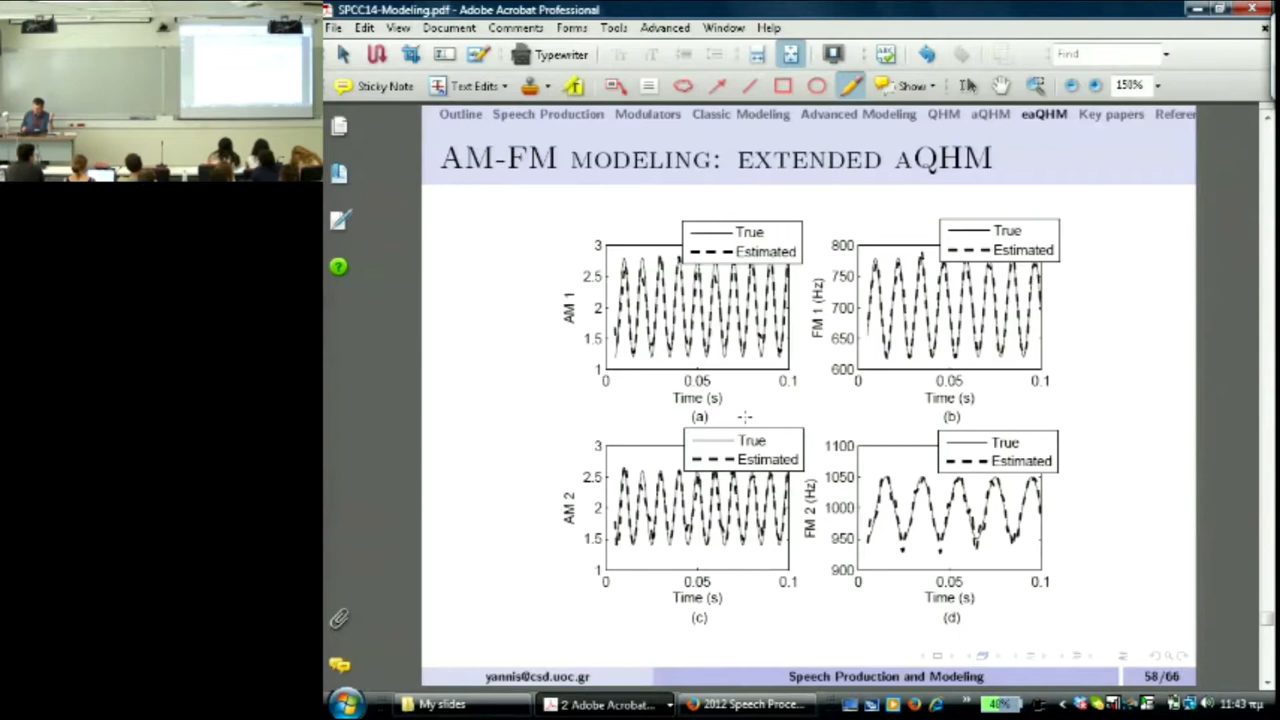 SPCC14-Modeling.pdf - Adobe Acrobat Professional
File Edit View Document Comments Forms Tools Advanced Window Help
Typewriter Find
Sticky Note Text Edits Show 150%
Outline Speech Production Modulators Classic Modeling Advanced Modeling QHM aQHM eaQHM Key papers Referen
AM-FM MODELING: EXTENDED AQHM
True
Estimated
3
2.5
2
1.5
1
AM 1
0 0.05 0.1
Time (s)
(a)
True
Estimated
800
750
700
650
600
FM 1 (Hz)
0 0.05 0.1
Time (s)
(b)
True
Estimated
3
2.5
2
1.5
1
AM 2
0 0.05 0.1
Time (s)
(c)
True
Estimated
1100
1050
1000
950
900
FM 2 (Hz)
0 0.05 0.1
Time (s)
(d)
yannis@csd.uoc.gr Speech Production and Modeling 58/66
My slides 2 Adobe Acrobat... 2012 Speech Proce... 40% 11:43 πμ